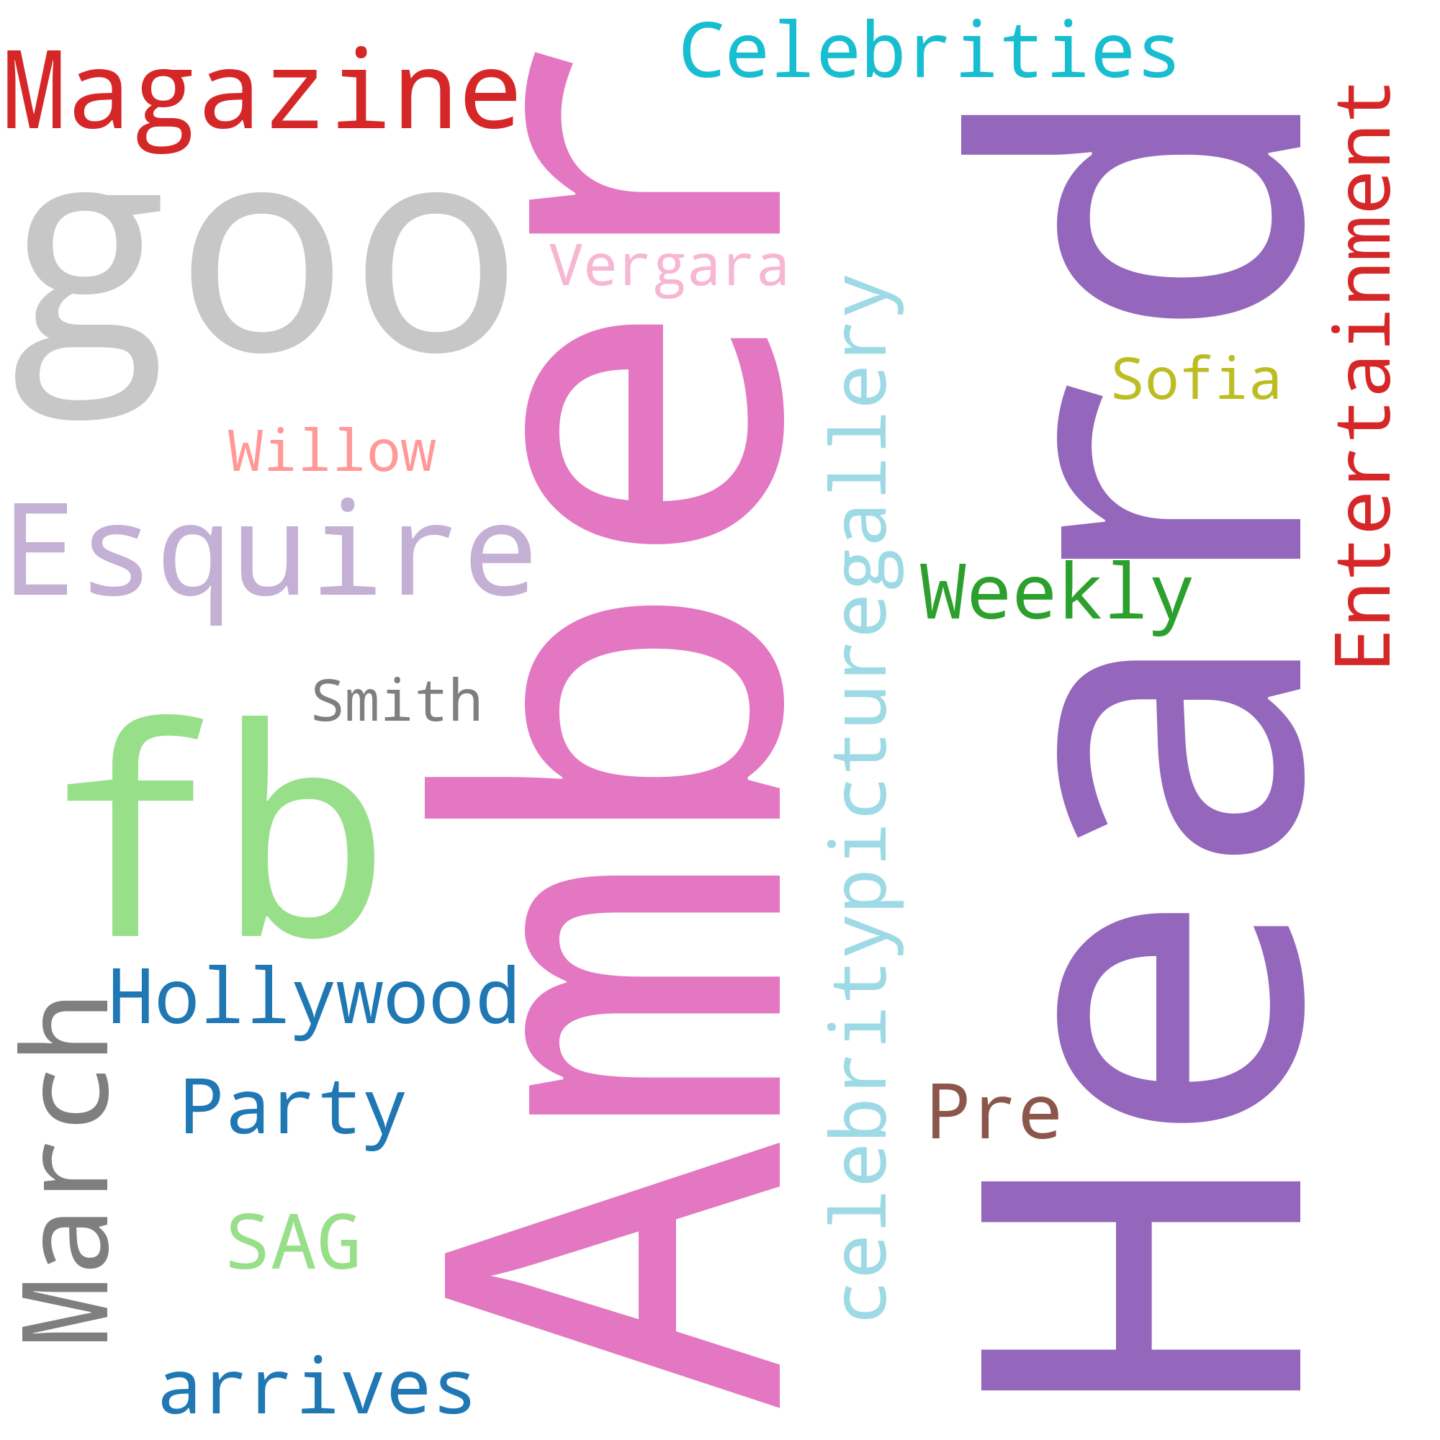 Celebrities
Magazine
goo
Amber
Heard
Entertainment
Vergara
celebritypicturegallery
Sofia
Willow
Esquire
Weekly
Smith
fb
Hollywood
March
Party
Pre
SAG
arrives